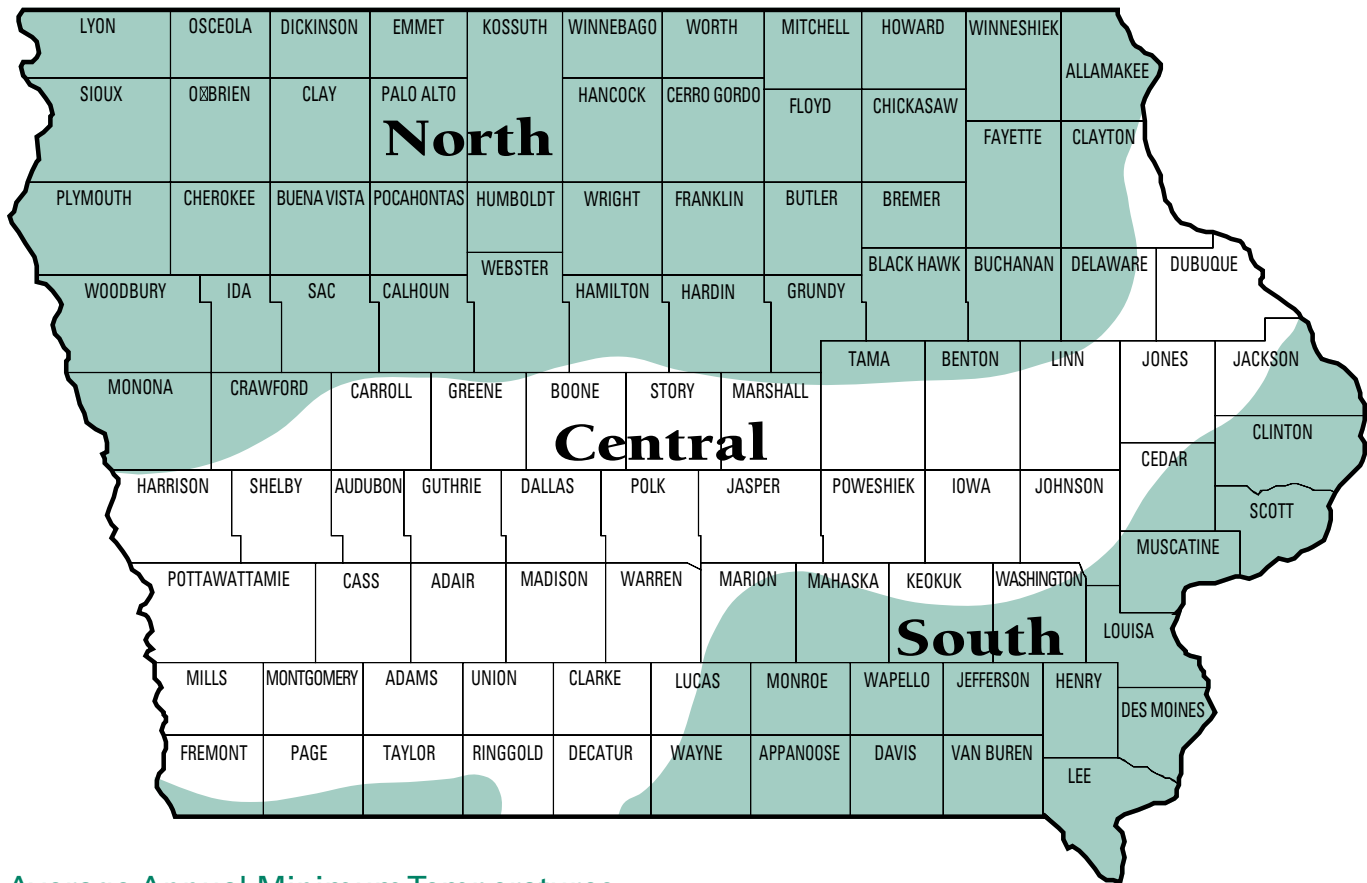 LYON OSCEOLA DICKINSON EMMET KOSSUTH WINNEBAGO WORTH MITCHELL HOWARD WINNESHIEK
ALLAMAKEE
SIOUX O☒BRIEN CLAY PALO ALTO HANCOCK CERRO GORDO FLOYD CHICKASAW
North
FAYETTE CLAYTON
PLYMOUTH CHEROKEE BUENA VISTA POCAHONTAS HUMBOLDT WRIGHT FRANKLIN BUTLER BREMER
WEBSTER BLACK HAWK BUCHANAN DELAWARE DUBUQUE
WOODBURY IDA SAC CALHOUN HAMILTON HARDIN GRUNDY
TAMA BENTON LINN JONES JACKSON
MONONA CRAWFORD CARROLL GREENE BOONE STORY MARSHALL
Central
CLINTON
CEDAR
HARRISON SHELBY AUDUBON GUTHRIE DALLAS POLK JASPER POWESHIEK IOWA JOHNSON
SCOTT
MUSCATINE
POTTAWATTAMIE CASS ADAIR MADISON WARREN MARION MAHASKA KEOKUK WASHINGTON
South
LOUISA
MILLS MONTGOMERY ADAMS UNION CLARKE LUCAS MONROE WAPELLO JEFFERSON HENRY
DES MOINES
FREMONT PAGE TAYLOR RINGGOLD DECATUR WAYNE APPANOOSE DAVIS VAN BUREN
LEE
Average Annual Minimum Temperatures